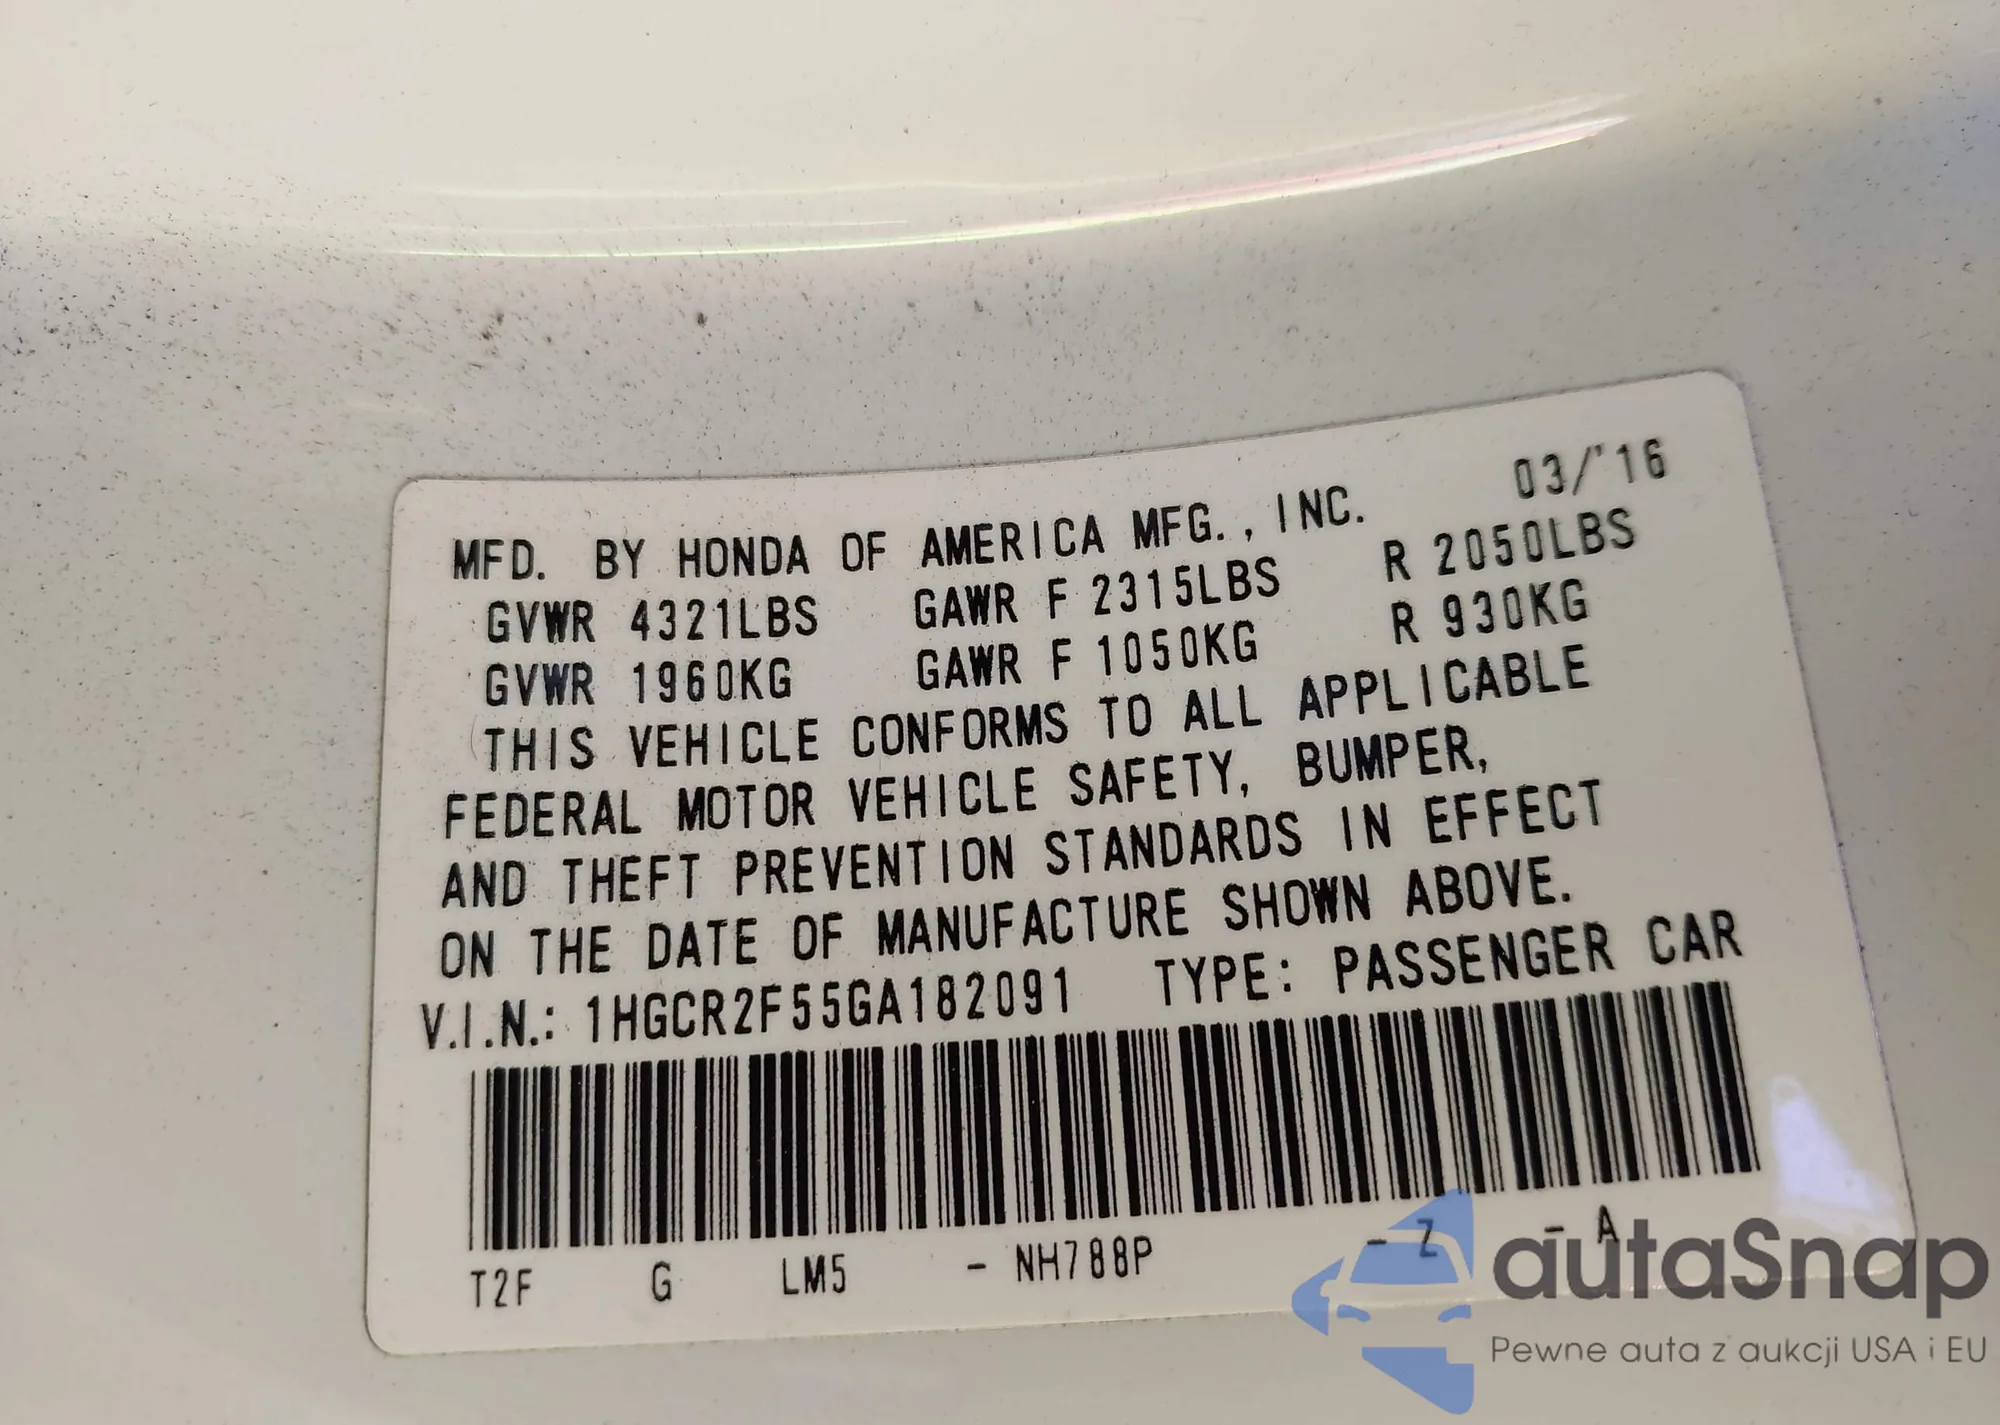 03/'16
MFD. BY HONDA OF AMERICA MFG., INC.
GVWR 4321LBS GAWR F 2315LBS R 2050LBS
GVWR 1960KG GAWR F 1050KG R 930KG
THIS VEHICLE CONFORMS TO ALL APPLICABLE
FEDERAL MOTOR VEHICLE SAFETY, BUMPER,
AND THEFT PREVENTION STANDARDS IN EFFECT
ON THE DATE OF MANUFACTURE SHOWN ABOVE.
V.I.N.: 1HGCR2F55GA182091 TYPE: PASSENGER CAR
T2F G LM5 - NH788P - Z - A
autaSnap
Pewne auta z aukcji USA i EU